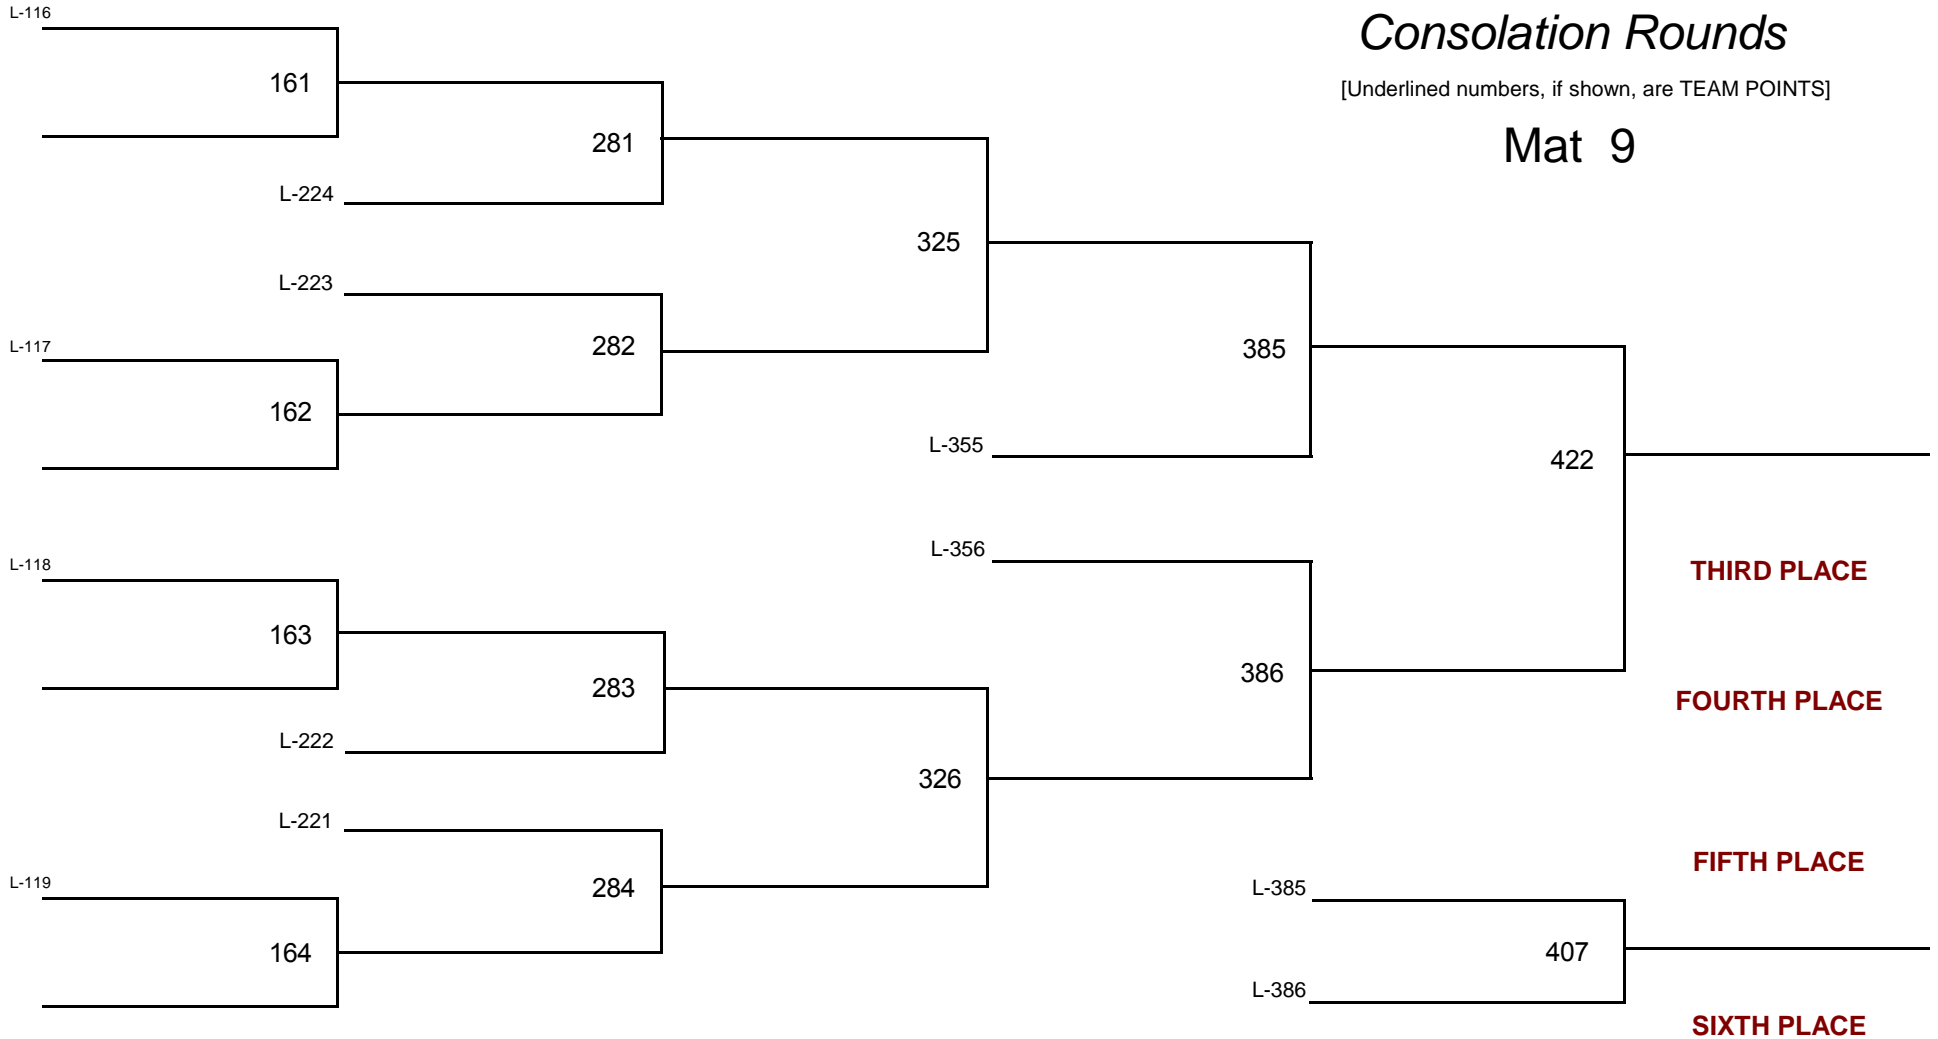 L-116
Consolation Rounds
[Underlined numbers, if shown, are TEAM POINTS]
Mat 9
161
281
L-224
325
L-223
L-117
282
385
162
L-355
422
L-356
L-118
THIRD PLACE
163
386
283
FOURTH PLACE
L-222
326
L-221
FIFTH PLACE
L-119
284
L-385
164
407
L-386
SIXTH PLACE